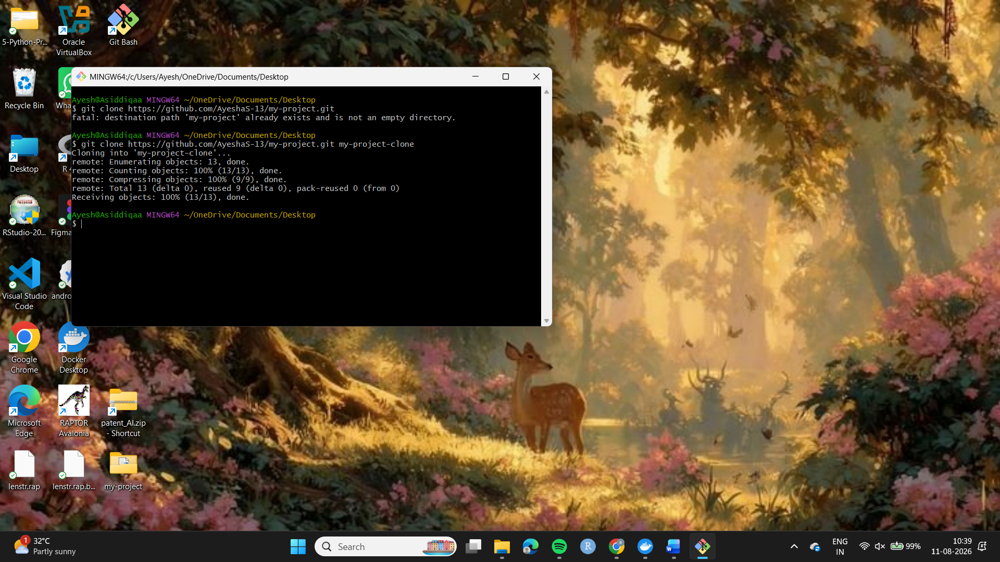 5-Python-Pr...
Oracle
VirtualBox
Git Bash
Recycle Bin
Wha
Desktop
R 4
RStudio-20...
Figma
Visual Studio
Code
andro
Google
Chrome
Docker
Desktop
Microsoft
Edge
RAPTOR
Avalonia
patent_AI.zip
- Shortcut
lenstr.rap
lenstr.rap.b...
my-project
MINGW64:/c/Users/Ayesh/OneDrive/Documents/Desktop
Ayesh@Asiddiqaa MINGW64 ~/OneDrive/Documents/Desktop
$ git clone https://github.com/AyeshaS-13/my-project.git
fatal: destination path 'my-project' already exists and is not an empty directory.
Ayesh@Asiddiqaa MINGW64 ~/OneDrive/Documents/Desktop
$ git clone https://github.com/AyeshaS-13/my-project.git my-project-clone
Cloning into 'my-project-clone'...
remote: Enumerating objects: 13, done.
remote: Counting objects: 100% (13/13), done.
remote: Compressing objects: 100% (9/9), done.
remote: Total 13 (delta 0), reused 9 (delta 0), pack-reused 0 (from 0)
Receiving objects: 100% (13/13), done.
Ayesh@Asiddiqaa MINGW64 ~/OneDrive/Documents/Desktop
$
1
32°C
Partly sunny
Search
R
W
ENG
IN
99%
10:39
11-08-2026